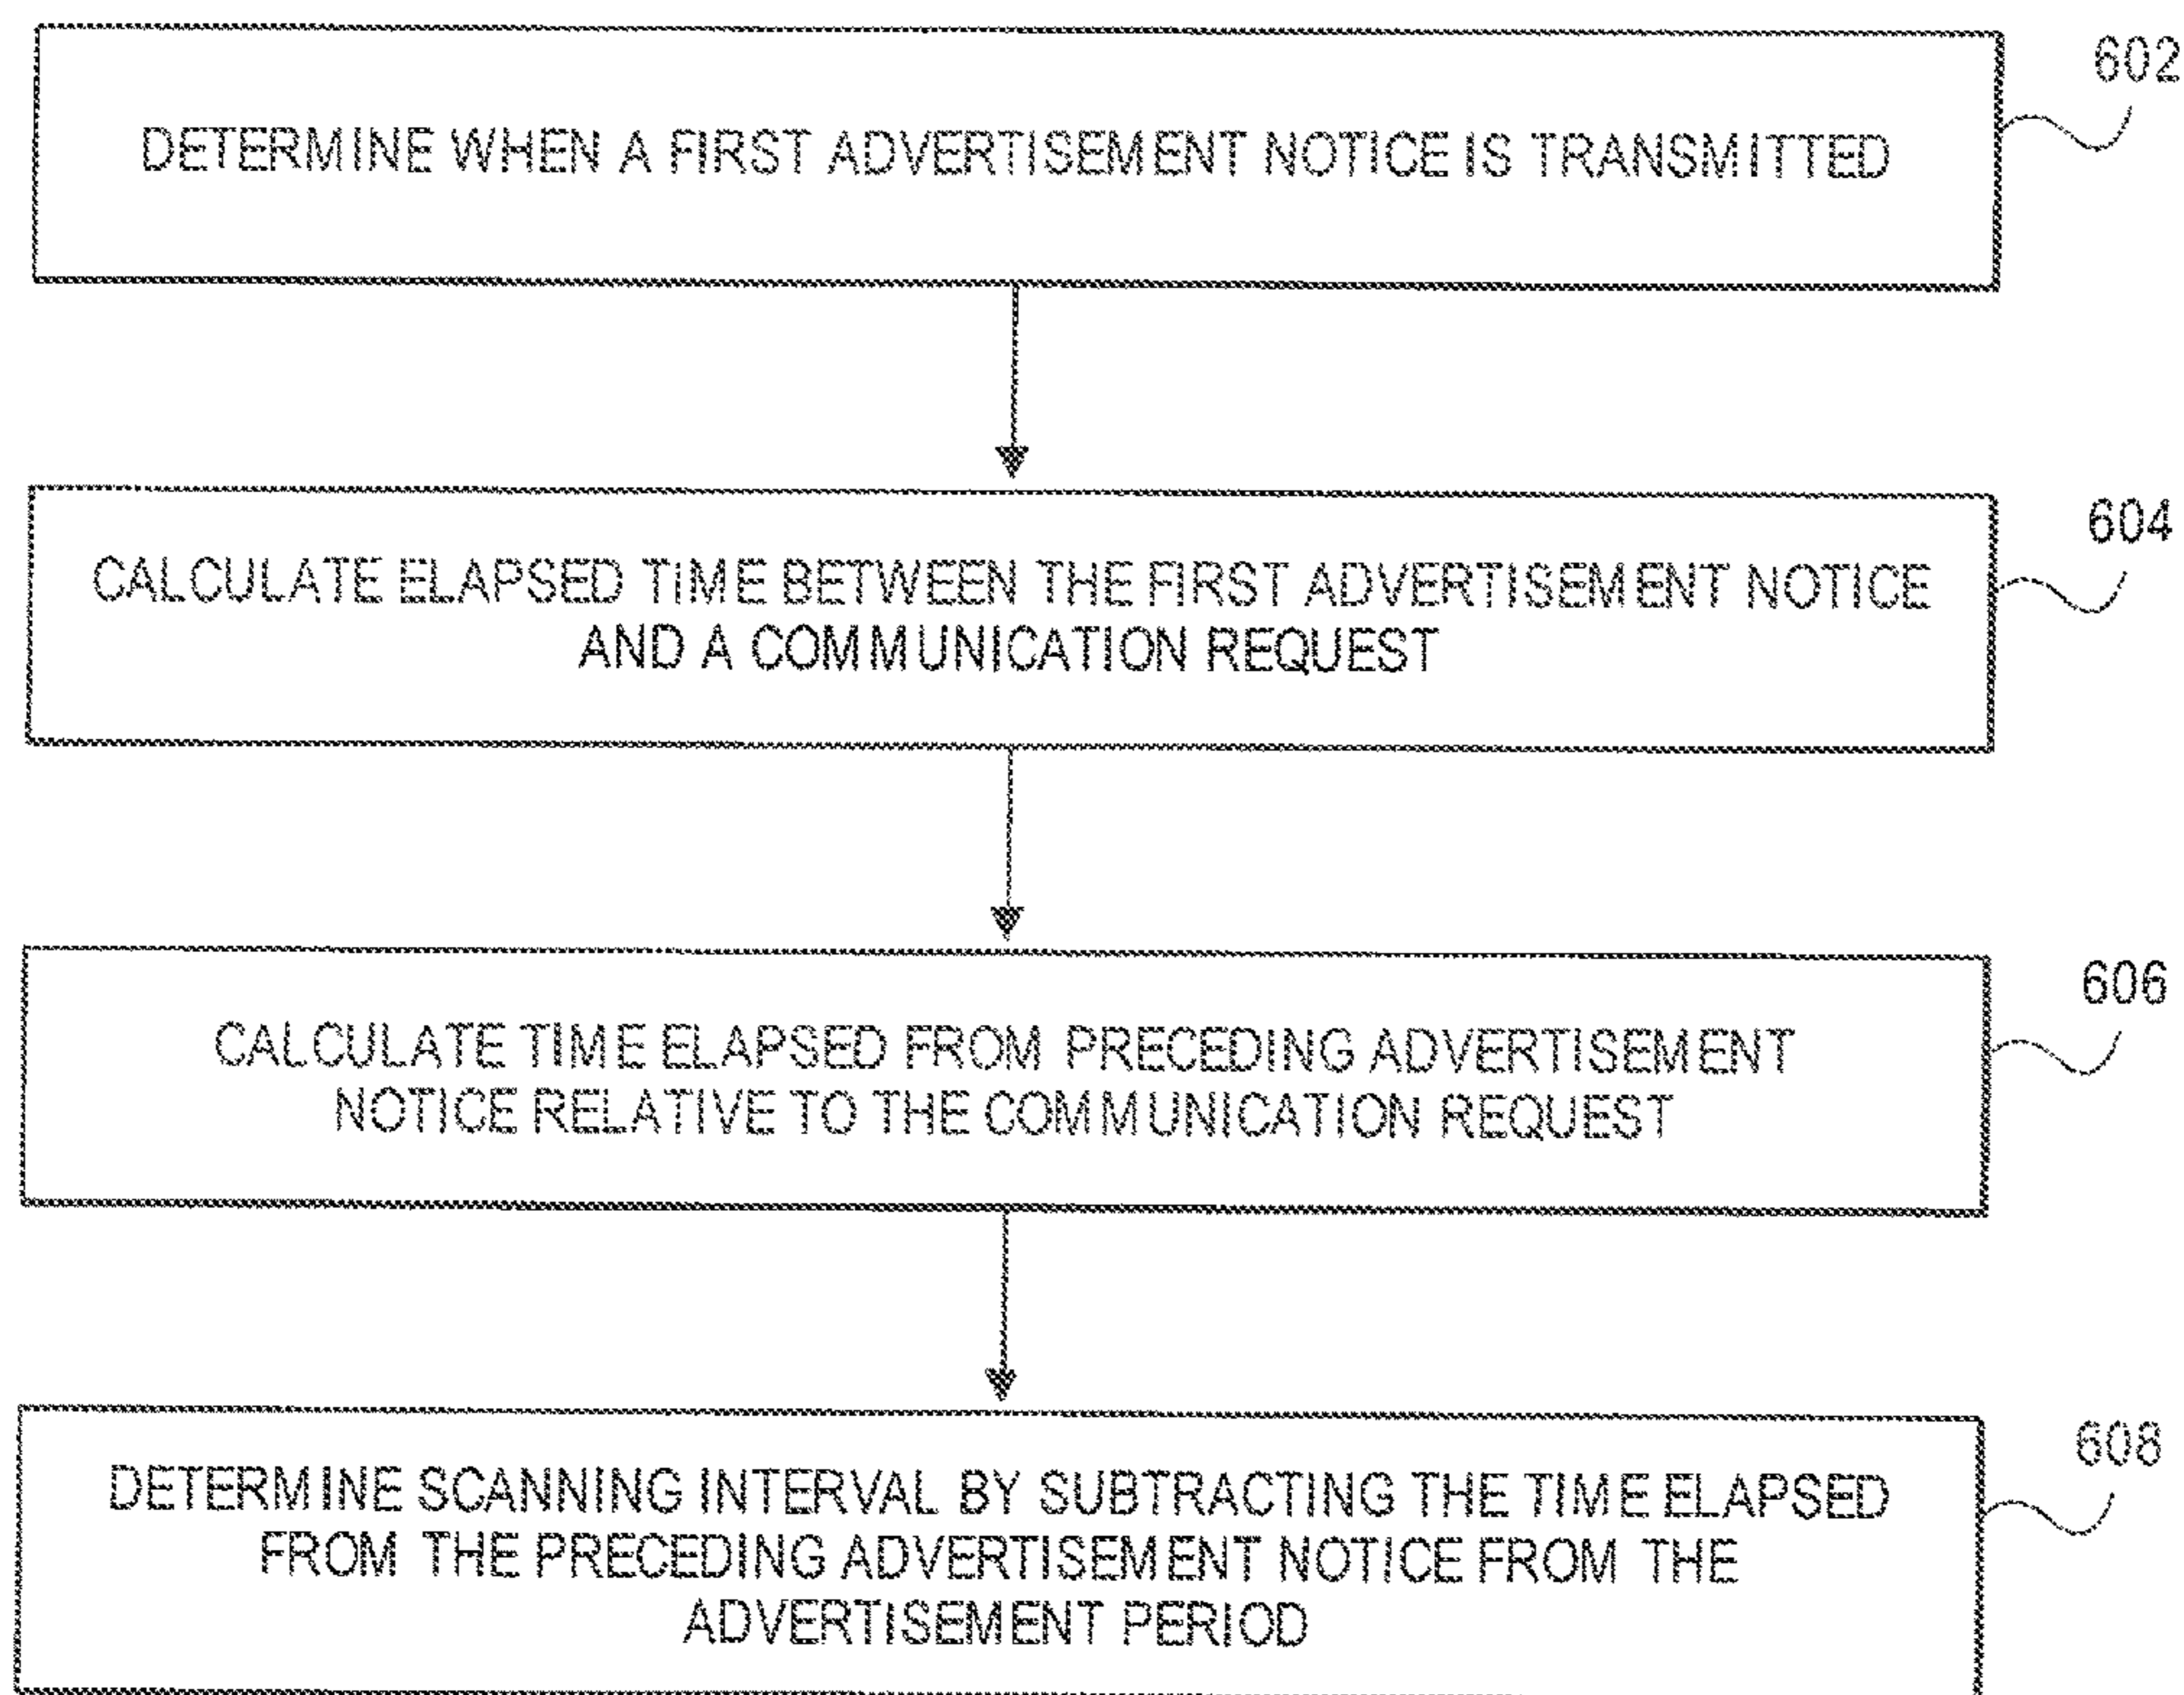 602
DETERMINE WHEN A FIRST ADVERTISEMENT NOTICE IS TRANSMITTED
604
CALCULATE ELAPSED TIME BETWEEN THE FIRST ADVERTISEMENT NOTICE
AND A COMMUNICATION REQUEST
606
CALCULATE TIME ELAPSED FROM PRECEDING ADVERTISEMENT
NOTICE RELATIVE TO THE COMMUNICATION REQUEST
608
DETERMINE SCANNING INTERVAL BY SUBTRACTING THE TIME ELAPSED
FROM THE PRECEDING ADVERTISEMENT NOTICE FROM THE
ADVERTISEMENT PERIOD